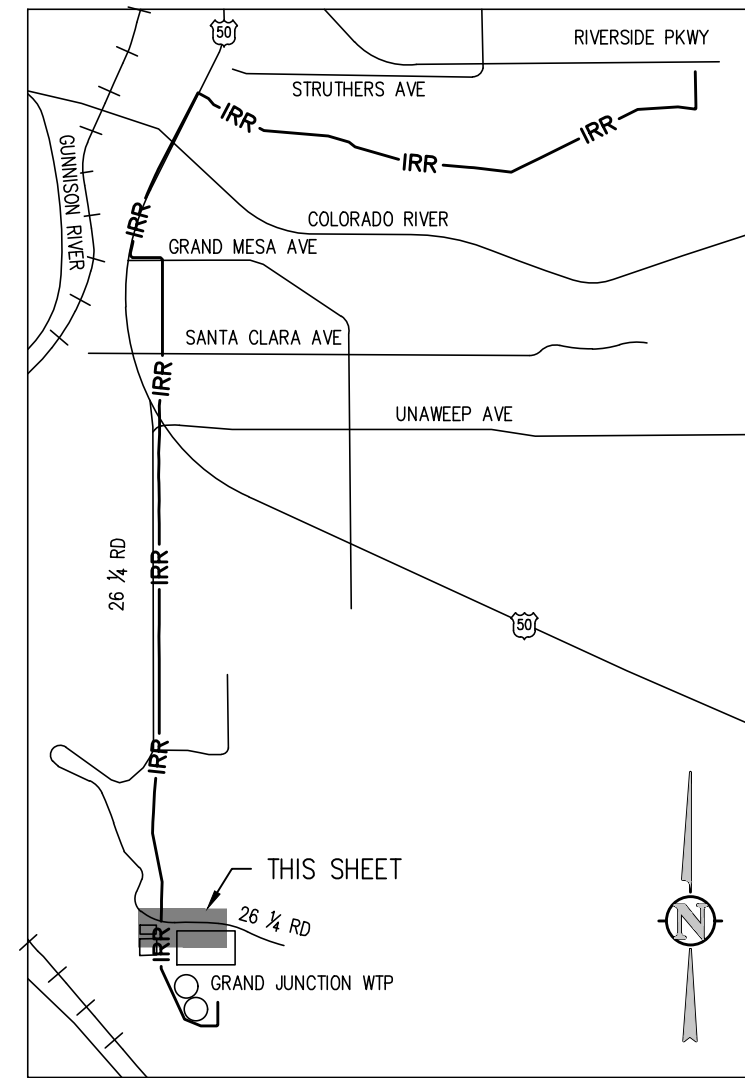 50
RIVERSIDE PKWY
STRUTHERS AVE
IRR
IRR
IRR
GUNNISON RIVER
IRR
COLORADO RIVER
GRAND MESA AVE
SANTA CLARA AVE
IRR
UNAWEEP AVE
26 ¼ RD
IRR
50
IRR
THIS SHEET
26 ¼ RD
IRR
N
GRAND JUNCTION WTP